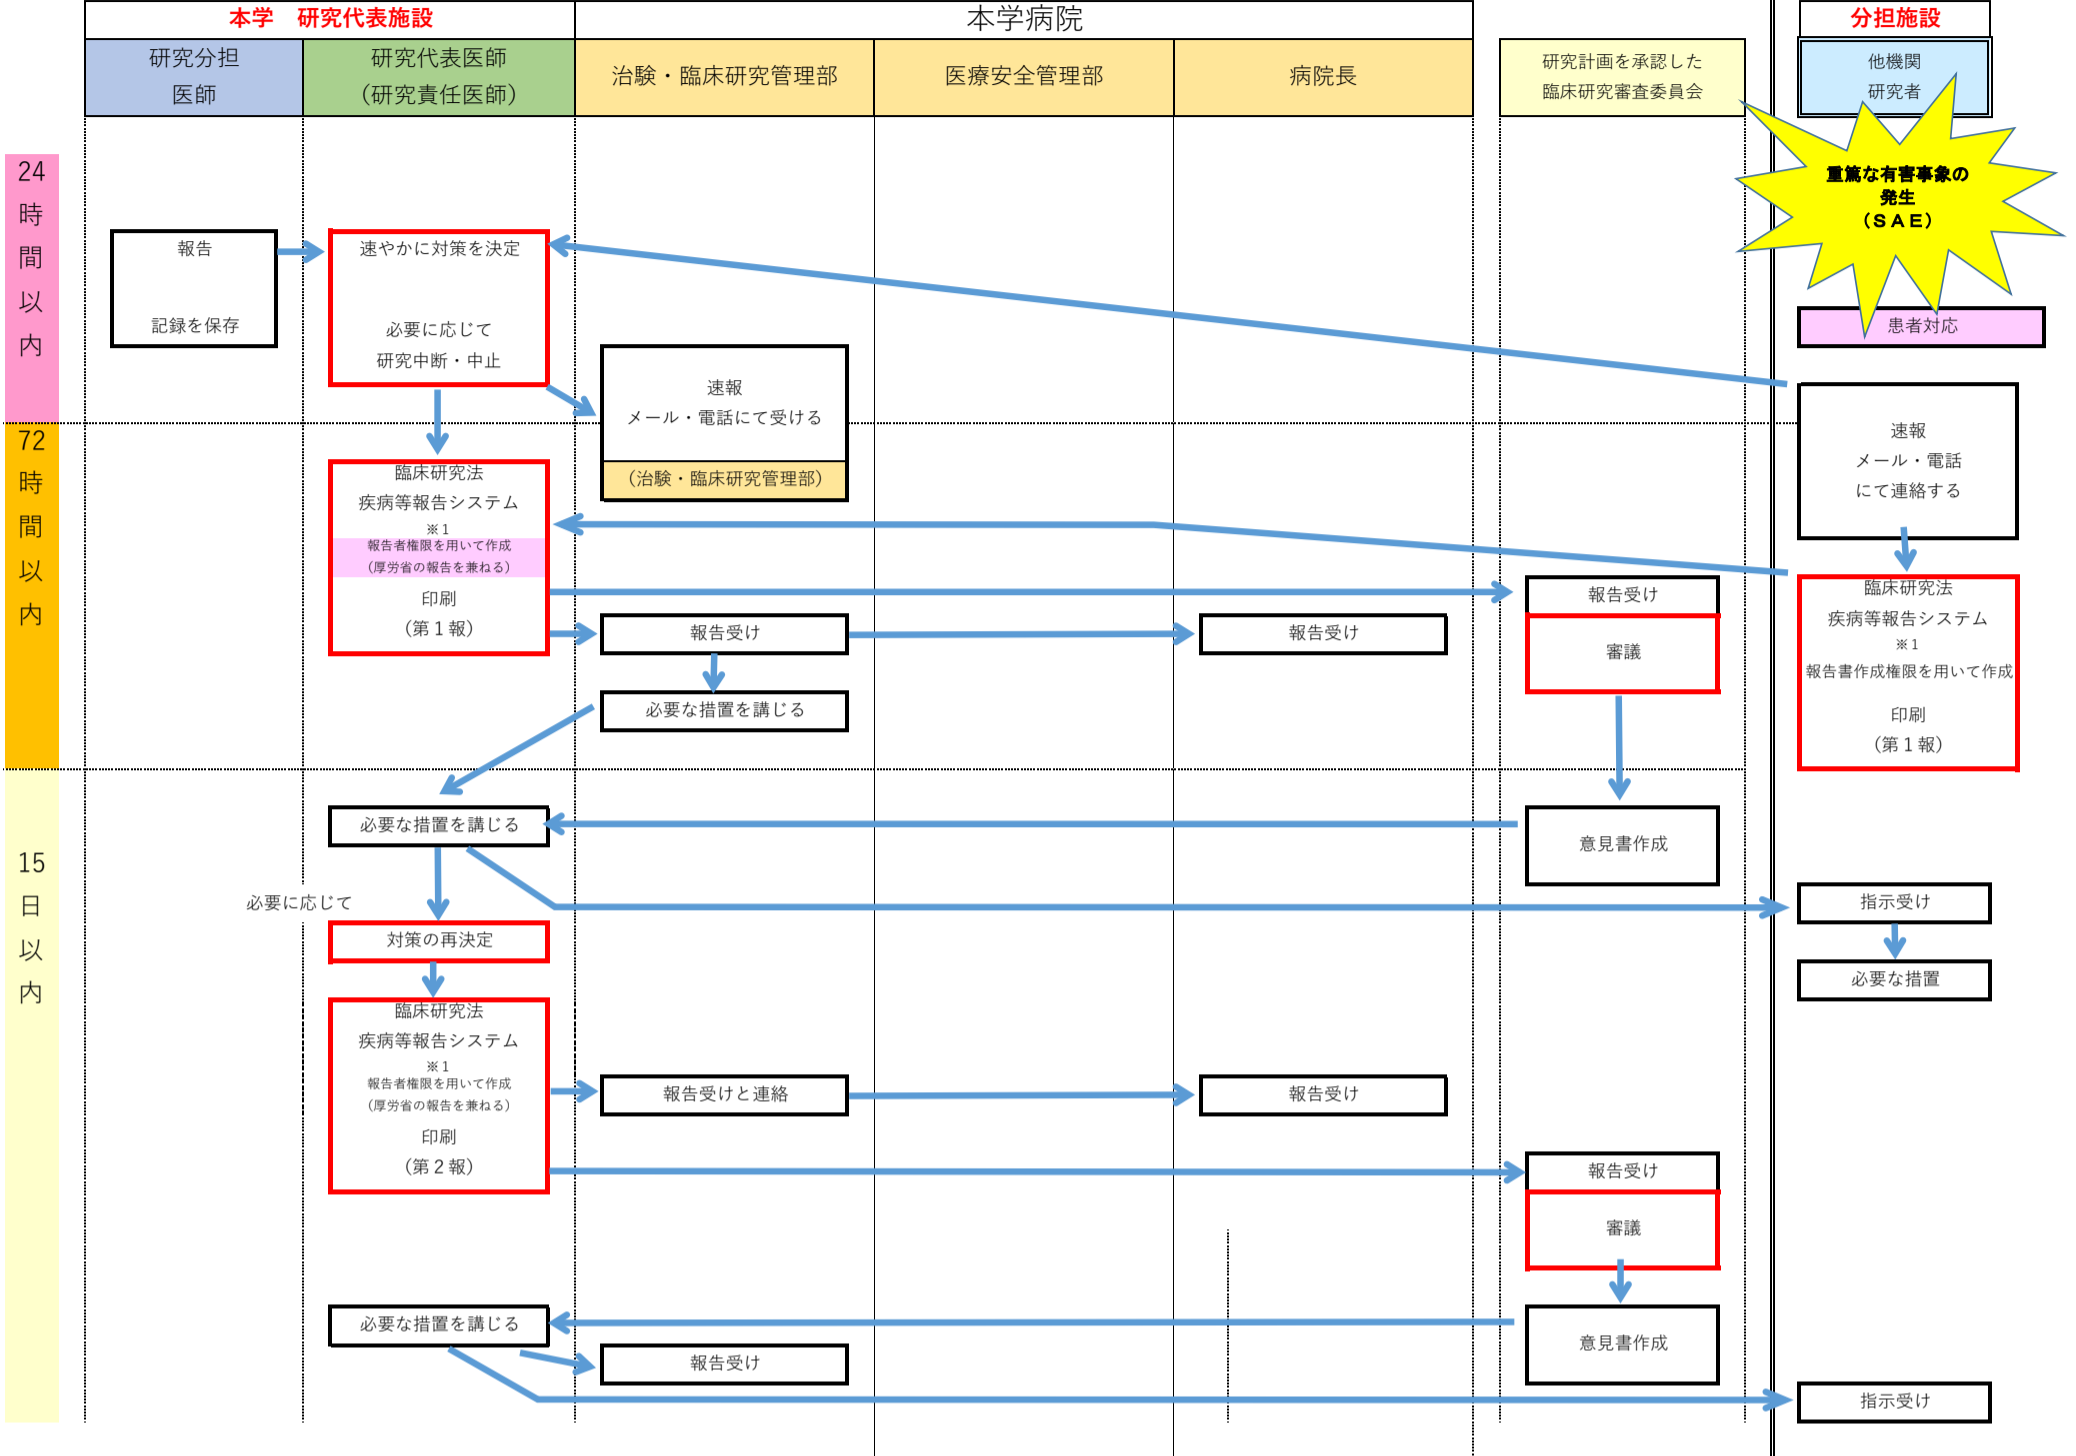 本学　研究代表施設
本学病院
分担施設
研究分担
医師
研究代表医師
（研究責任医師）
治験・臨床研究管理部
医療安全管理部
病院長
研究計画を承認した
臨床研究審査委員会
他機関
研究者
24
時
間
以
内
重篤な有害事象の
発生
（ＳＡＥ）
報告
記録を保存
速やかに対策を決定
必要に応じて
研究中断・中止
患者対応
速報
メール・電話にて受ける
（治験・臨床研究管理部）
速報
メール・電話
にて連絡する
72
時
間
以
内
臨床研究法
疾病等報告システム
※1
報告者権限を用いて作成
（厚労省の報告を兼ねる）
印刷
（第１報）
報告受け
報告受け
報告受け
審議
必要な措置を講じる
臨床研究法
疾病等報告システム
※1
報告書作成権限を用いて作成
印刷
（第１報）
15
日
以
内
必要な措置を講じる
意見書作成
必要に応じて
指示受け
対策の再決定
必要な措置
臨床研究法
疾病等報告システム
※1
報告者権限を用いて作成
（厚労省の報告を兼ねる）
印刷
（第２報）
報告受けと連絡
報告受け
報告受け
審議
必要な措置を講じる
意見書作成
報告受け
指示受け